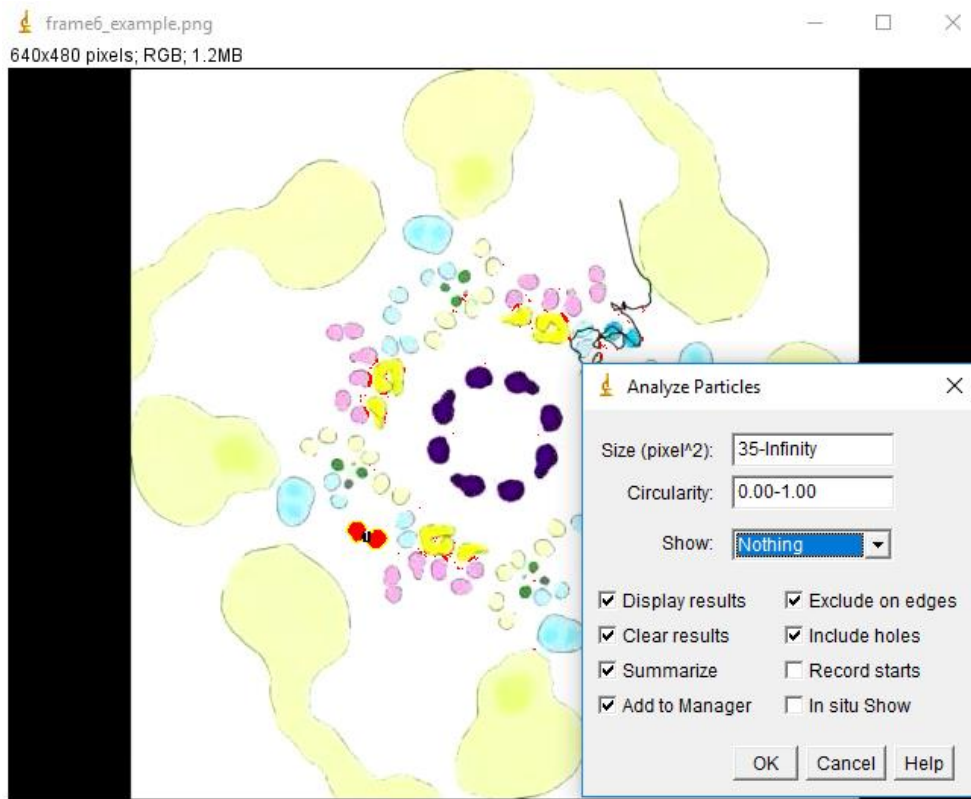 frame6_example.png
640x480 pixels; RGB; 1.2MB
Analyze Particles
Size (pixel^2): 35-Infinity
Circularity: 0.00-1.00
Show: Nothing
Display results Exclude on edges
Clear results Include holes
Summarize Record starts
Add to Manager In situ Show
OK Cancel Help